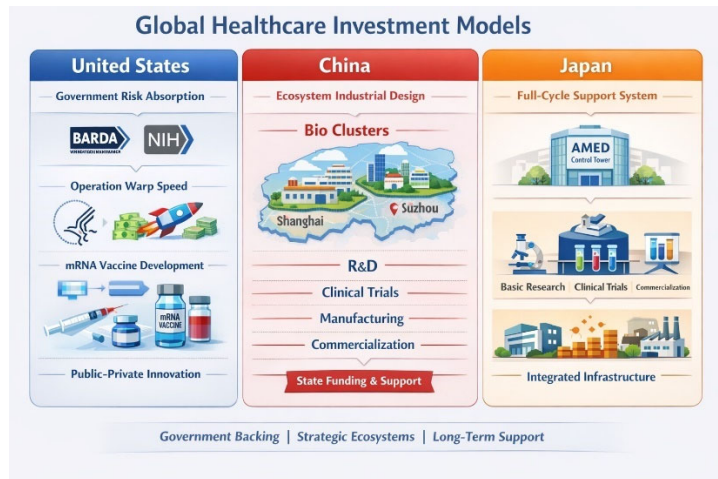 Global Healthcare Investment Models
United States
Government Risk Absorption
BARDA
NIH
Operation Warp Speed
mRNA Vaccine Development
mRNA
VACCINE
Public-Private Innovation
China
Ecosystem Industrial Design
Bio Clusters
Shanghai
Suzhou
R&D
Clinical Trials
Manufacturing
Commercialization
State Funding & Support
Japan
Full-Cycle Support System
AMED
Control Tower
Basic Research | Clinical Trials | Commercialization
Integrated Infrastructure
Government Backing | Strategic Ecosystems | Long-Term Support